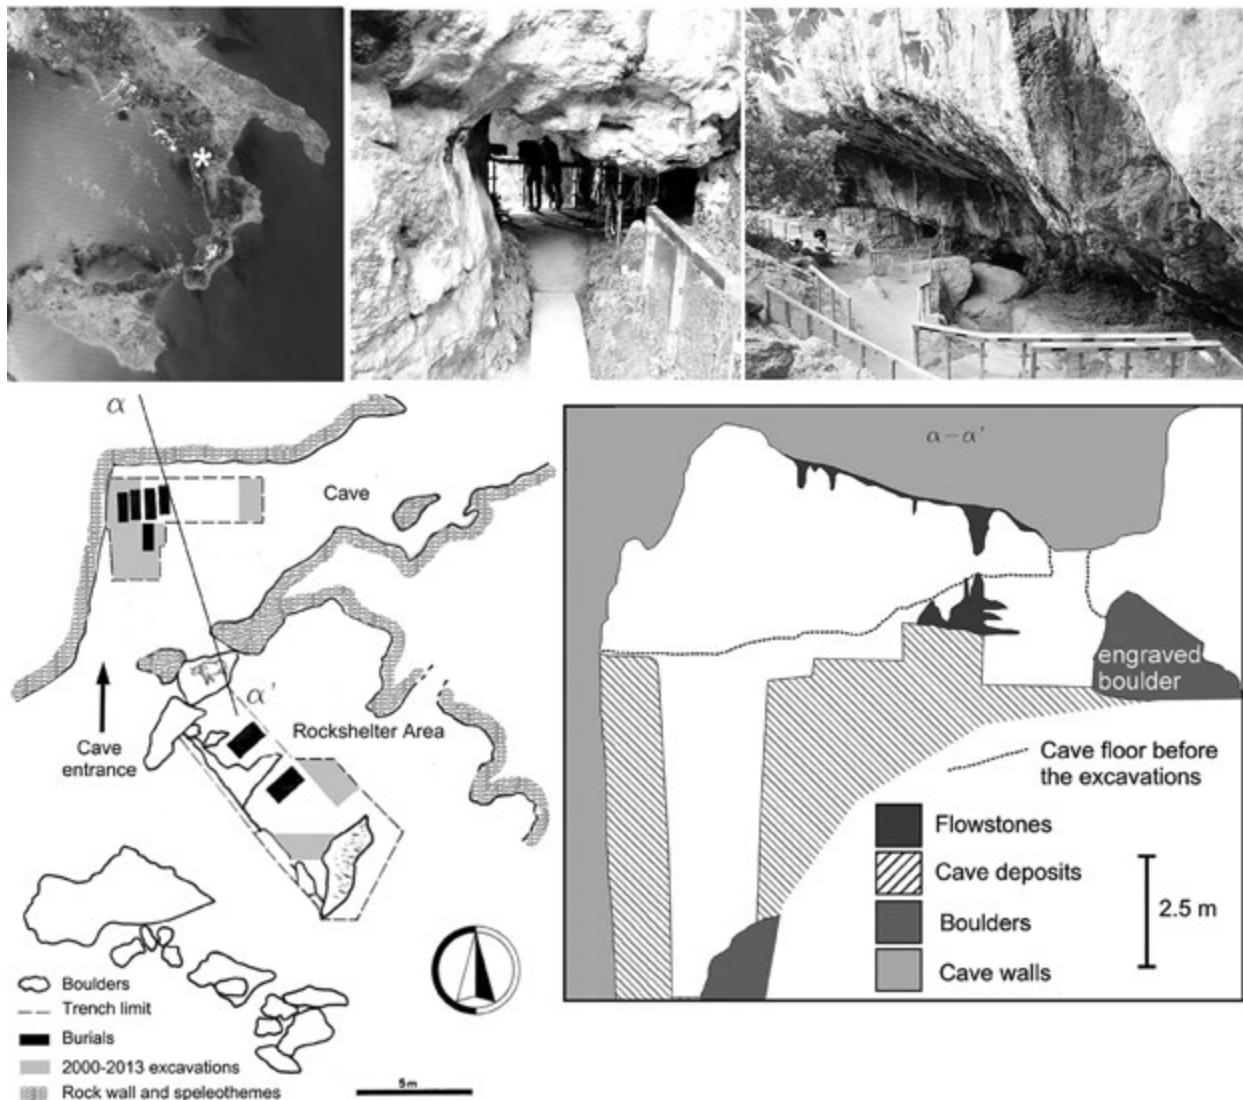 α
Cave
α'
Rockshelter Area
Cave
entrance
Boulders
Trench limit
Burials
2000-2013 excavations
Rock wall and speleothemes
5m
α-α'
engraved
boulder
Cave floor before
the excavations
Flowstones
Cave deposits
Boulders
Cave walls
2.5 m